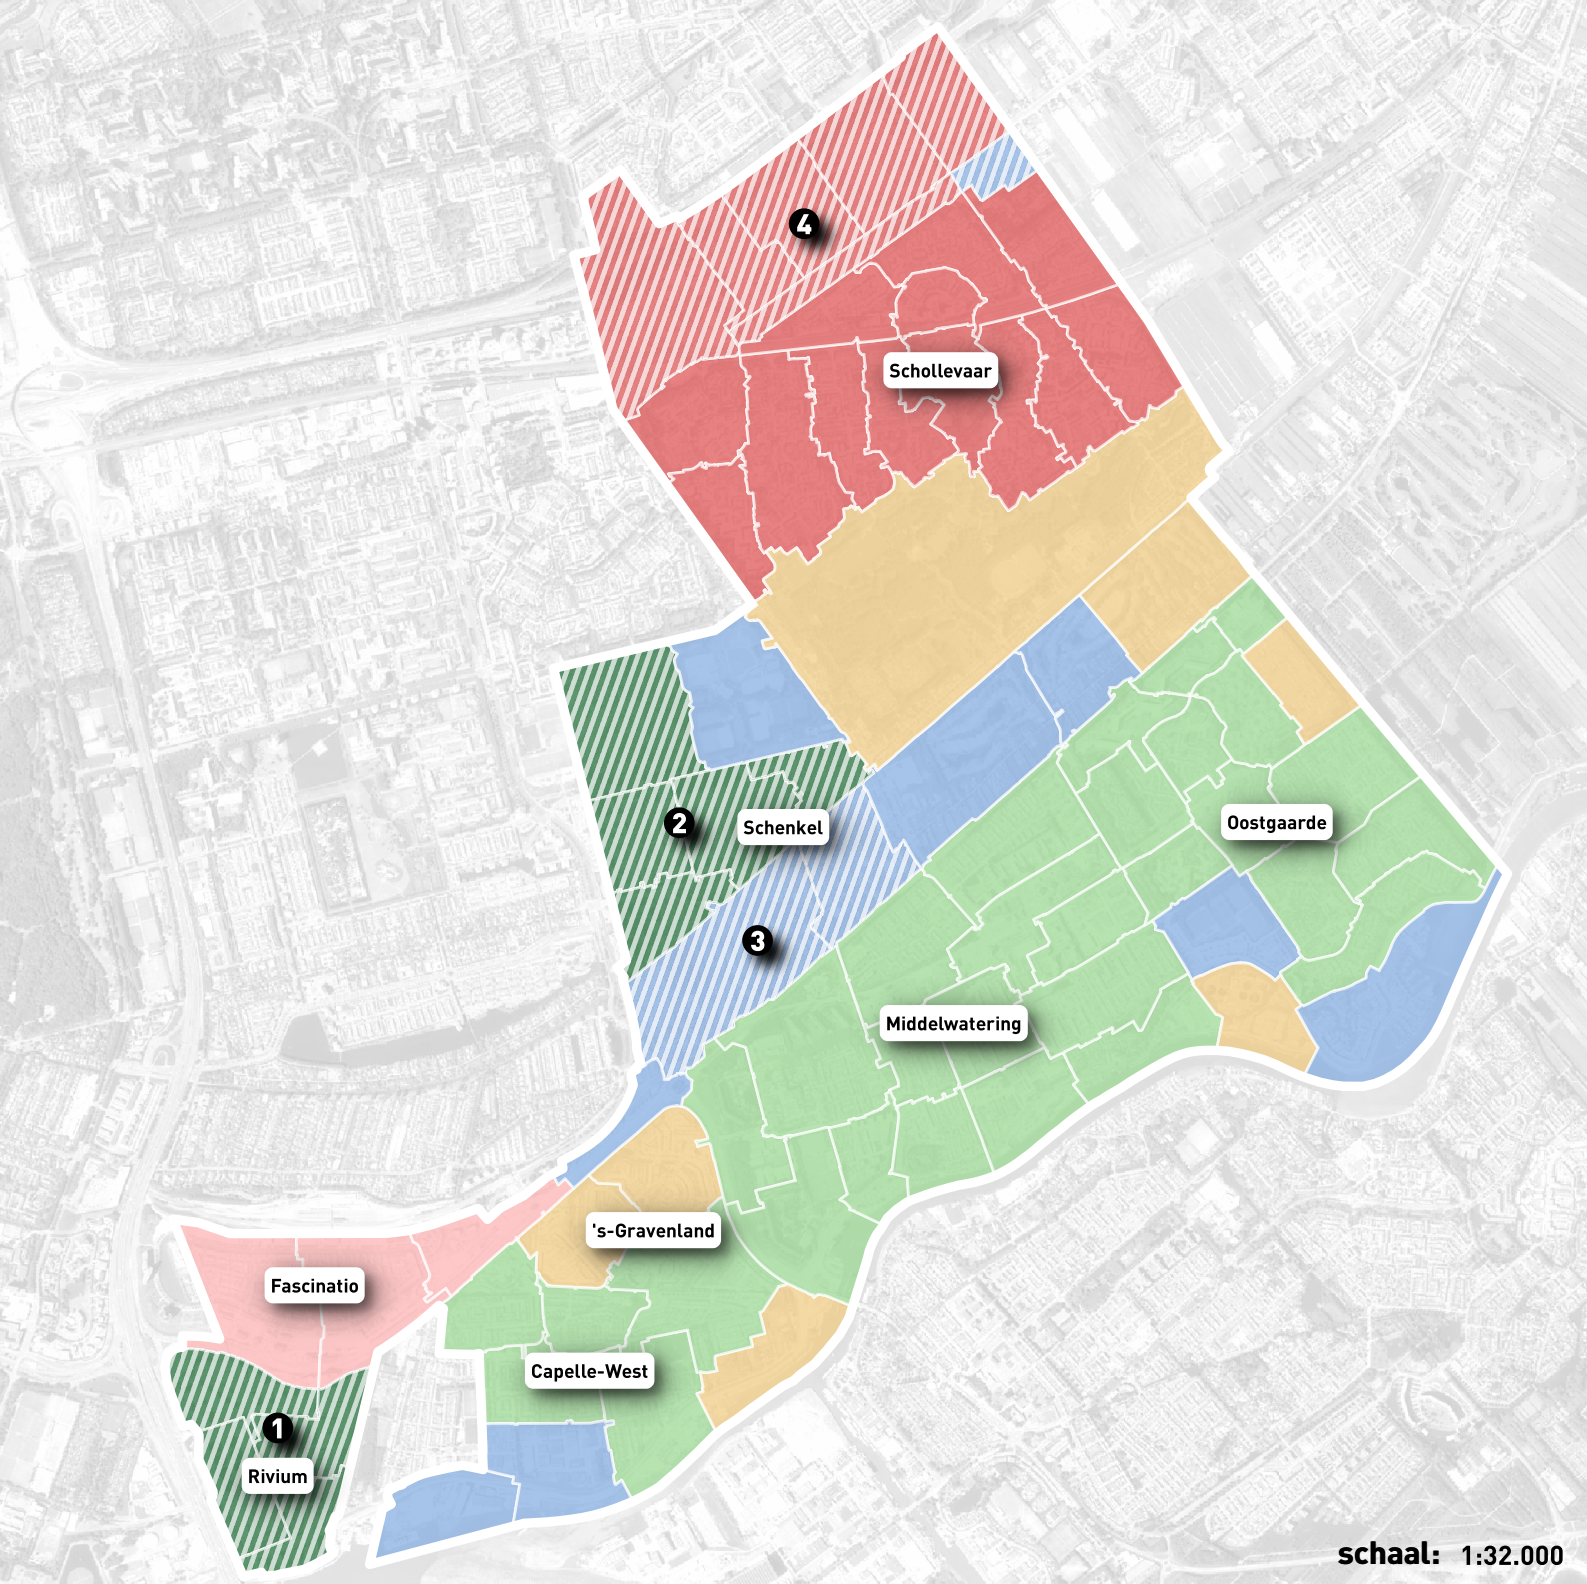 4
Schollevaar
2
Schenkel
Oostgaarde
3
Middelwatering
's-Gravenland
Fascinatio
Capelle-West
1
Rivium
schaal: 1:32.000